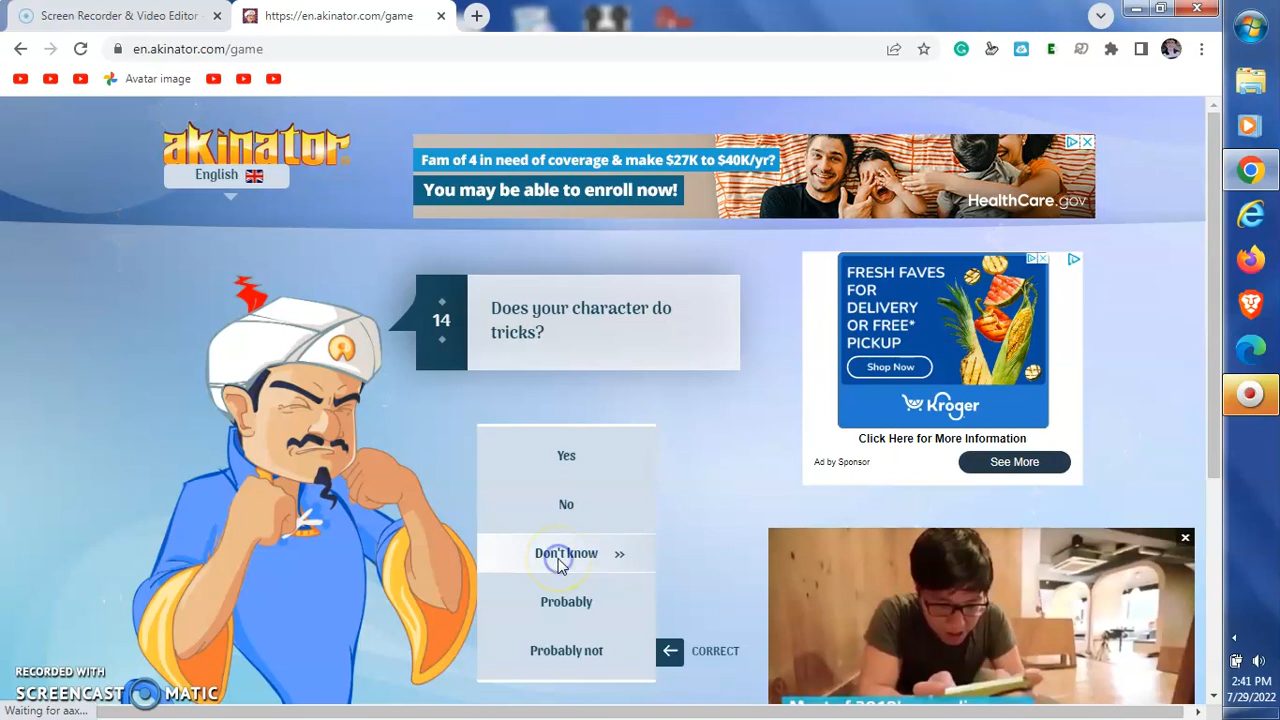 Screen Recorder & Video Editor -
https://en.akinator.com/game
en.akinator.com/game
Avatar image
akinator
English
Fam of 4 in need of coverage & make $27K to $40K/yr?
You may be able to enroll now!
HealthCare.gov
14
Does your character do
tricks?
FRESH FAVES
FOR
DELIVERY
OR FREE*
PICKUP
Shop Now
Kroger
Click Here for More Information
Ad by Sponsor
See More
Yes
No
Don't know
Probably
Probably not
CORRECT
RECORDED WITH
SCREENCAST MATIC
Waiting for aax...
2:41 PM
7/29/2022